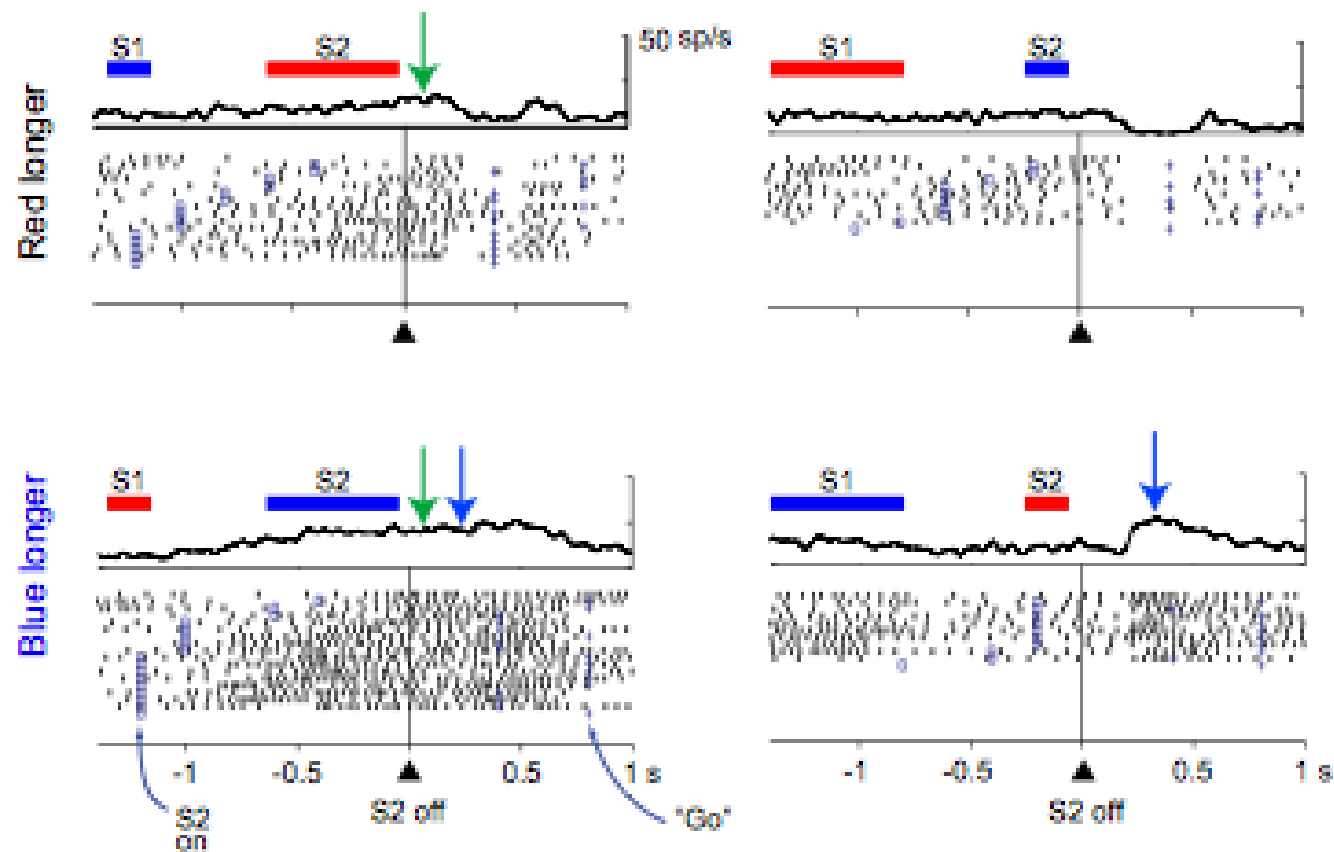 S1
S2
50 sp/s
S1
S2
Red longer
S1
S2
S1
S2
Blue longer
-1
-0.5
0.5
1 s
-1
-0.5
0.5
1 s
S2
on
S2 off
"Go"
S2 off